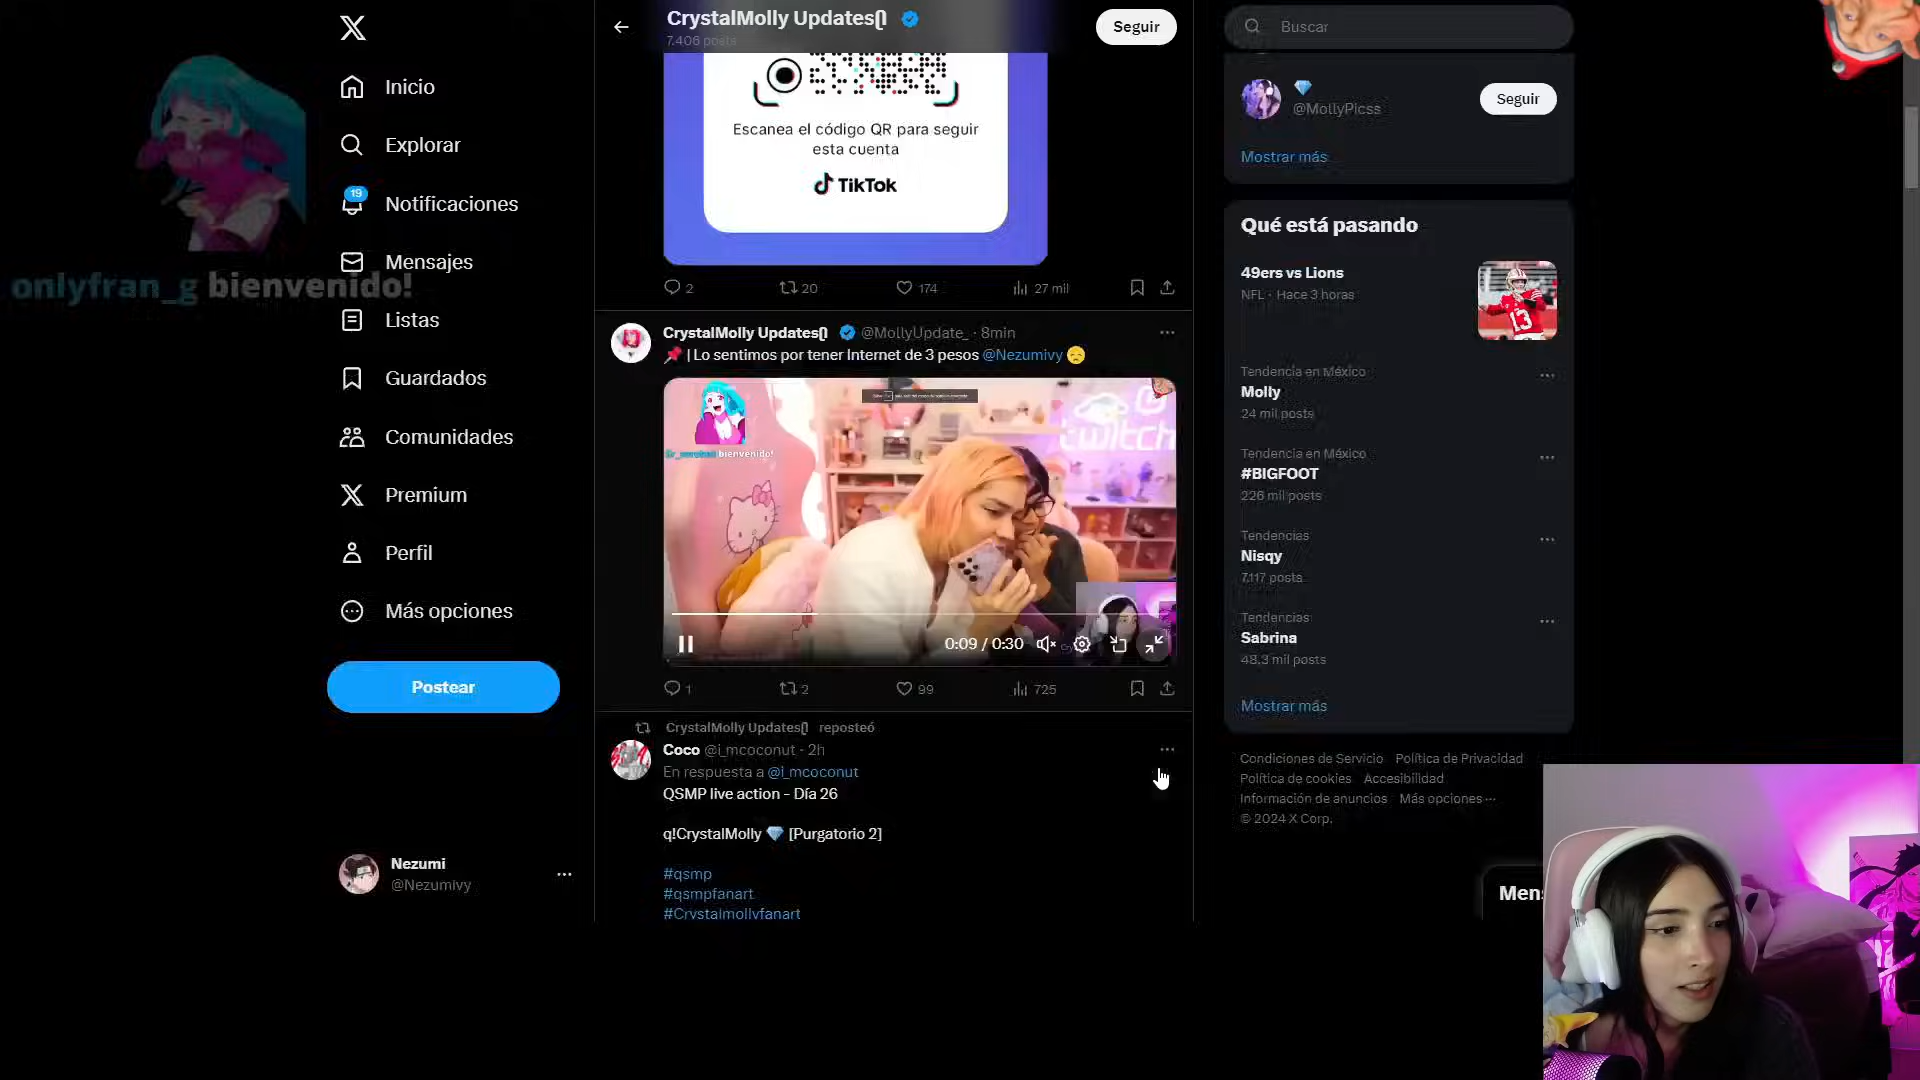 onlyfran_g bienvenido!
Inicio
Explorar
19
Notificaciones
Mensajes
Listas
Guardados
Comunidades
Premium
Perfil
Más opciones
Postear
Nezumi
@Nezumivy
CrystalMolly Updates
7.406 posts
Seguir
Escanea el código QR para seguir
esta cuenta
TikTok
2
20
174
27 mil
CrystalMolly Updates @MollyUpdate_ · 8min
| Lo sentimos por tener Internet de 3 pesos @Nezumivy
twitch
bienvenido!
0:09 / 0:30
1
2
99
725
CrystalMolly Updates reposteó
Coco @i_mcoconut · 2h
En respuesta a @i_mcoconut
QSMP live action - Día 26
q!CrystalMolly [Purgatorio 2]
#qsmp
#qsmpfanart
#Crystalmollyfanart
Buscar
@MollyPicss
Seguir
Mostrar más
Qué está pasando
49ers vs Lions
NFL · Hace 3 horas
13
Tendencia en México
Molly
24 mil posts
Tendencia en México
#BIGFOOT
226 mil posts
Tendencias
Nisqy
7.117 posts
Tendencias
Sabrina
48,3 mil posts
Mostrar más
Condiciones de Servicio Política de Privacidad
Política de cookies Accesibilidad
Información de anuncios Más opciones ···
© 2024 X Corp.
Men